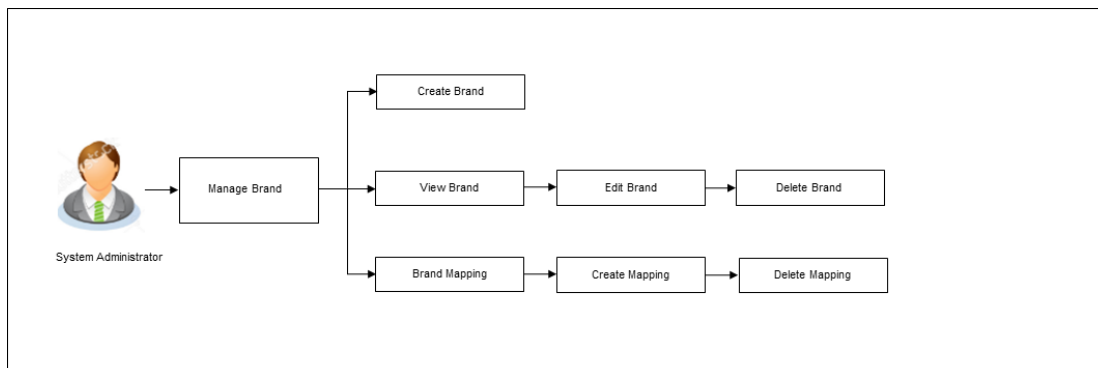 Create Brand
Manage Brand
View Brand
Edit Brand
Delete Brand
System Administrator
Brand Mapping
Create Mapping
Delete Mapping